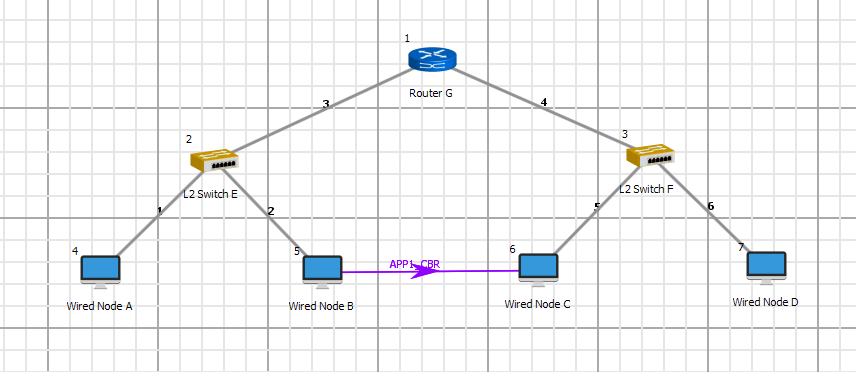 1
Router G
3
4
2
L2 Switch E
3
L2 Switch F
1
2
5
6
4
Wired Node A
5
Wired Node B
APP1_CBR
6
Wired Node C
7
Wired Node D